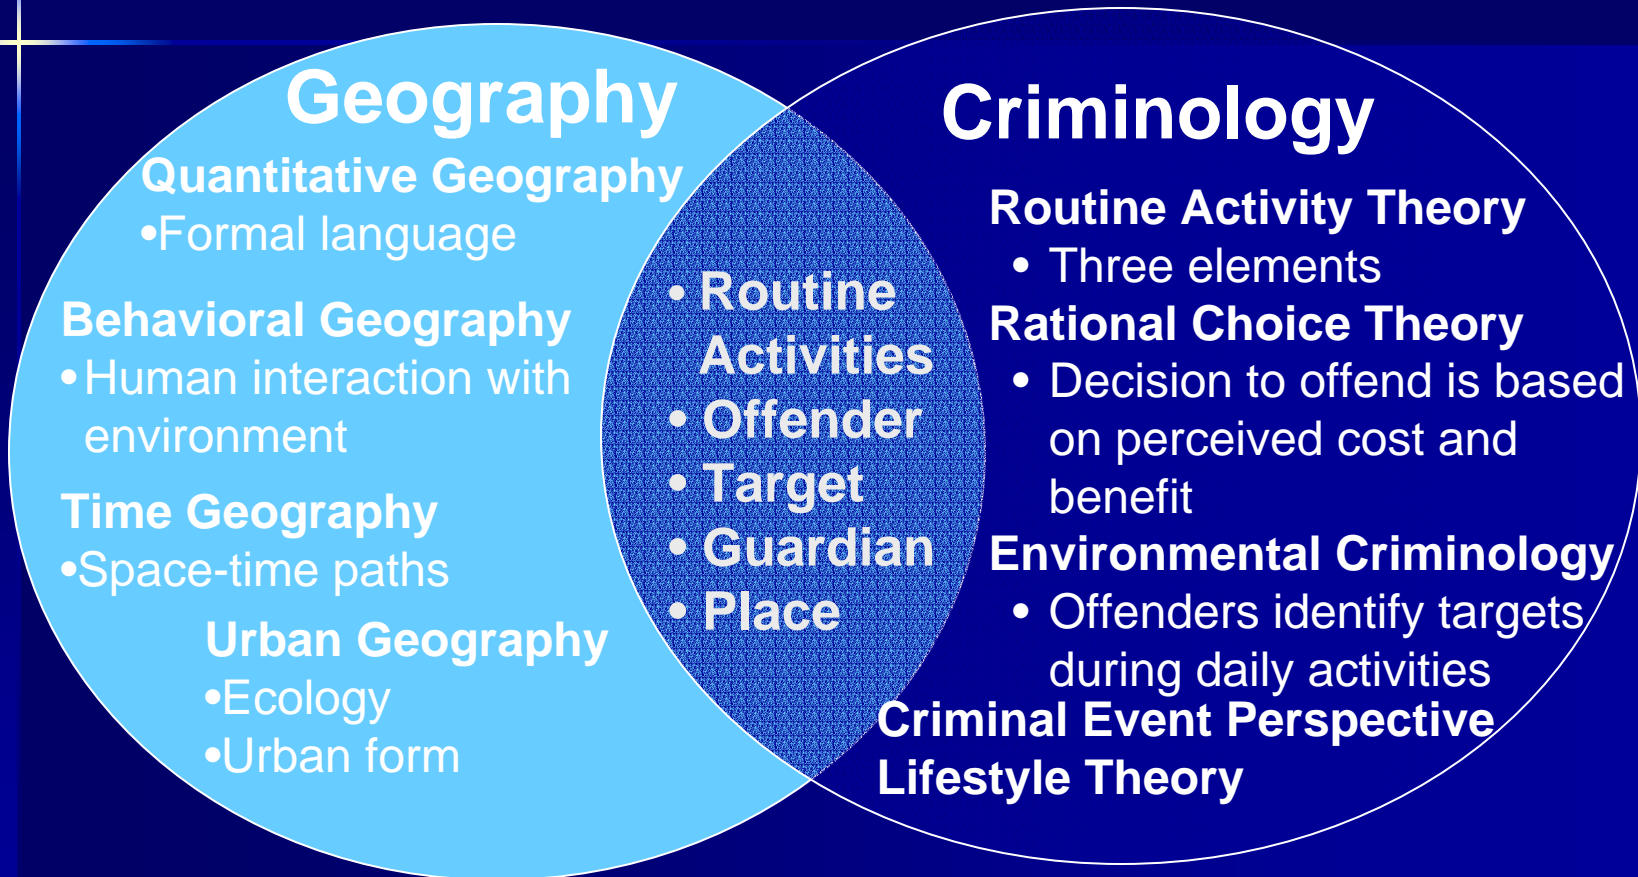 Geography
Quantitative Geography
•Formal language
Behavioral Geography
•Human interaction with
environment
Time Geography
•Space-time paths
Urban Geography
•Ecology
•Urban form
• Routine
Activities
• Offender
• Target
• Guardian
• Place
Criminology
Routine Activity Theory
• Three elements
Rational Choice Theory
• Decision to offend is based
on perceived cost and
benefit
Environmental Criminology
• Offenders identify targets
during daily activities
Criminal Event Perspective
Lifestyle Theory